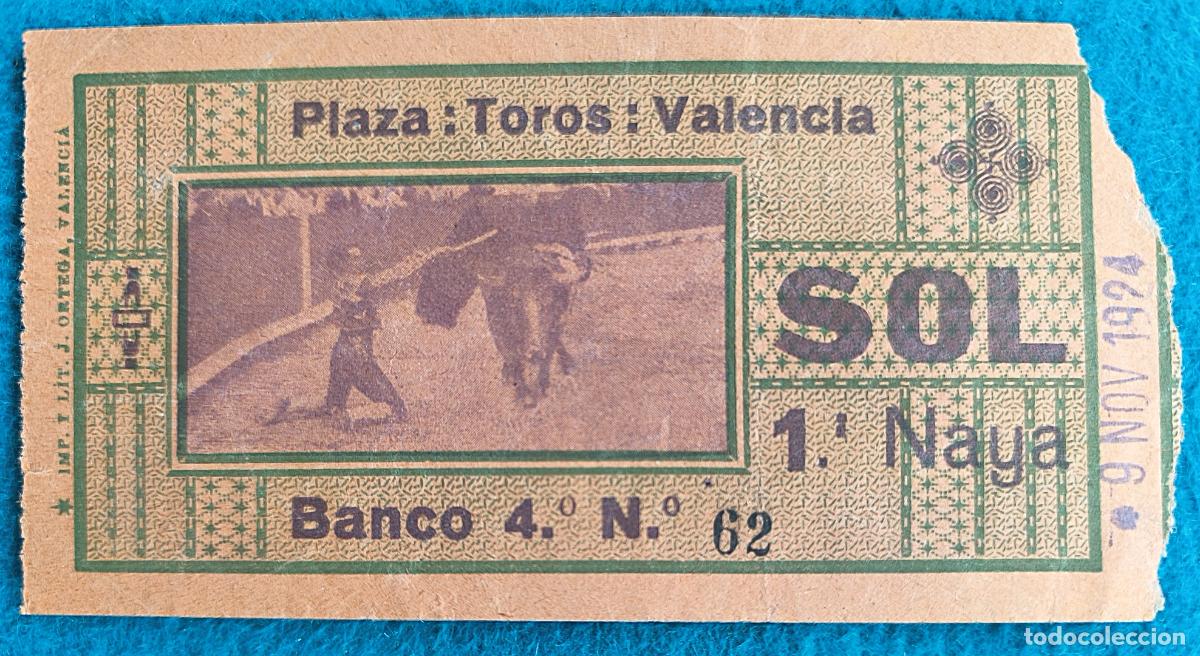 Plaza : Toros : Valencia
SOL
1.ª Naya
Banco 4.º N.º 62
9 NOV 1924
★ IMP. Y LIT. J. ORTEGA, VALENCIA
todocoleccion